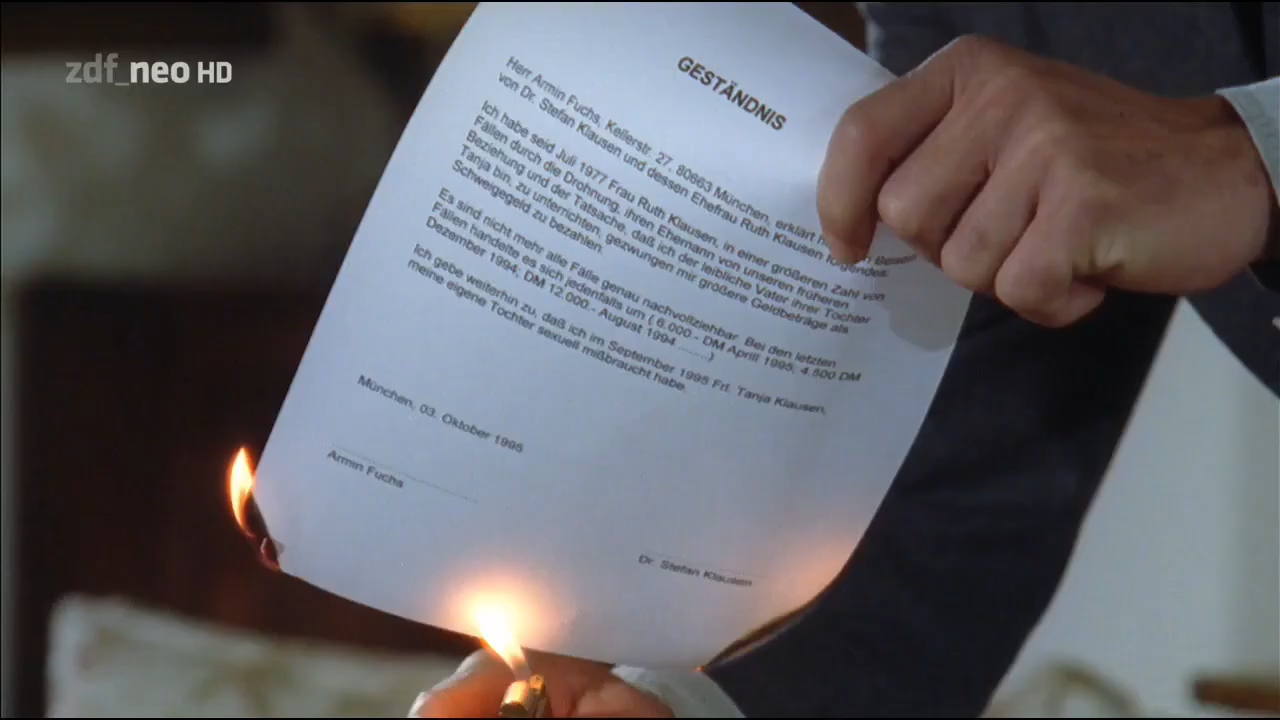 zdf_neo HD
GESTÄNDNIS
Herr Armin Fuchs, Kellerstr. 27, 80663 München, erklärt
von Dr. Stefan Klausen und dessen Ehefrau Ruth Klausen folgendes:
Ich habe seid Juli 1977 Frau Ruth Klausen, in einer größeren Zahl von
Fällen durch die Drohnung, ihren Ehemann von unseren früheren
Beziehung und der Tatsache, daß ich der leibliche Vater ihrer Tochter
Tanja bin, zu unterrichten, gezwungen mir größere Geldbeträge als
Schweigegeld zu bezahlen.
Es sind nicht mehr alle Fälle genau nachvollziehbar. Bei den letzten
Fällen handelte es sich jedenfalls um ( 6.000.- DM April 1995; 4.500 DM
Dezember 1994; DM 12.000.- August 1994 ........)
Ich gebe weiterhin zu, daß ich im September 1995 Frl. Tanja Klausen,
meine eigene Tochter sexuell mißbraucht habe.
München, 03. Oktober 1995
Armin Fuchs
Dr. Stefan Klausen